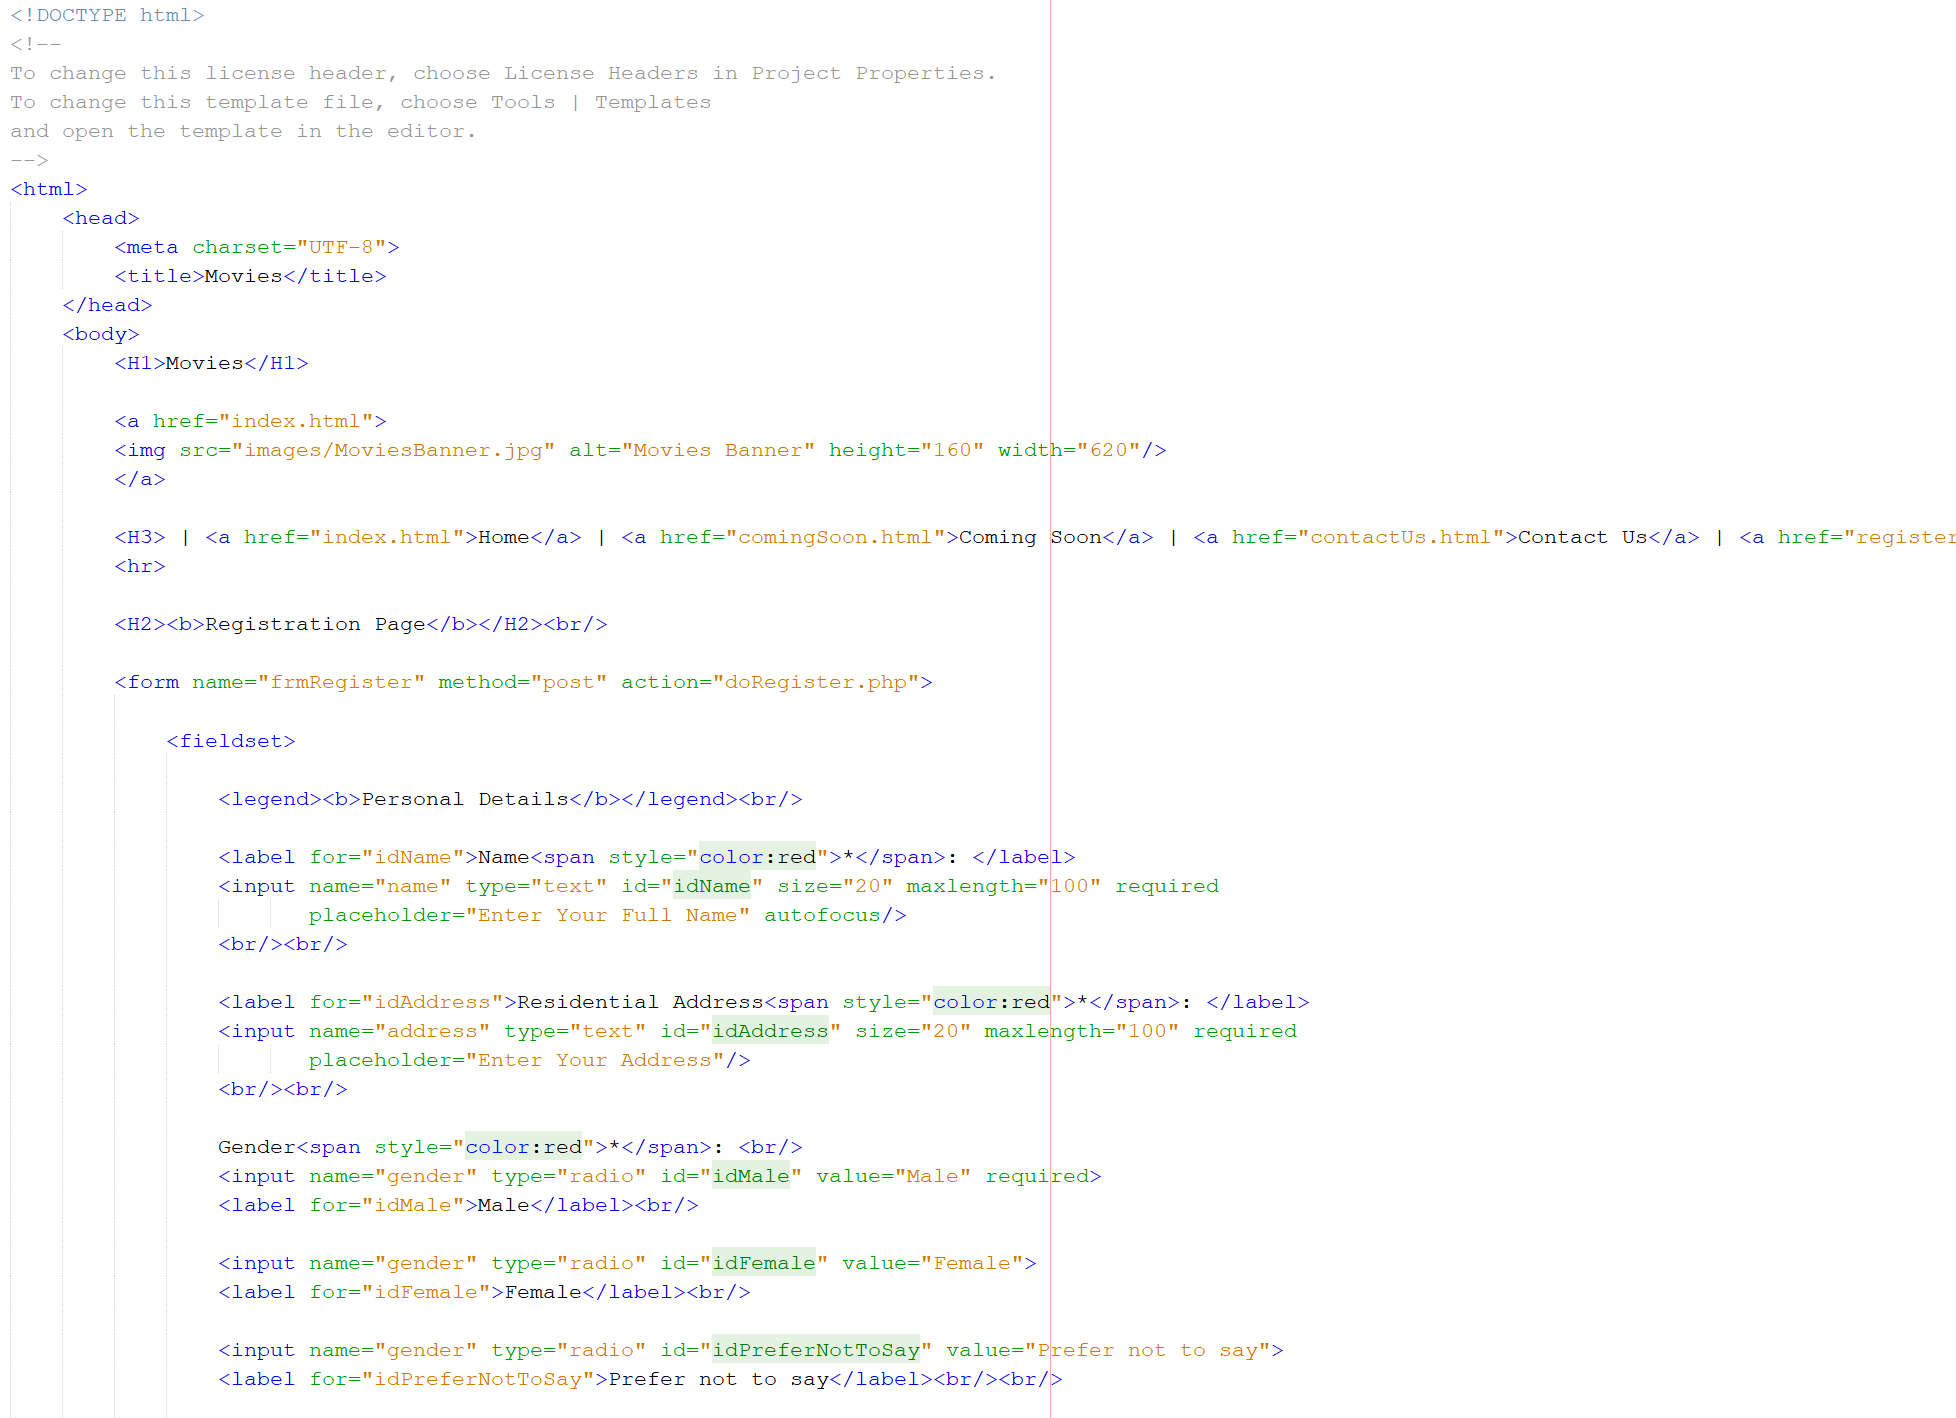 <!DOCTYPE html>
<!--
To change this license header, choose License Headers in Project Properties.
To change this template file, choose Tools | Templates
and open the template in the editor.
-->
<html>
<head>
<meta charset="UTF-8">
<title>Movies</title>
</head>
<body>
<H1>Movies</H1>
<a href="index.html">
<img src="images/MoviesBanner.jpg" alt="Movies Banner" height="160" width="620"/>
</a>
<H3> | <a href="index.html">Home</a> | <a href="comingSoon.html">Coming Soon</a> | <a href="contactUs.html">Contact Us</a> | <a href="register
<hr>
<H2><b>Registration Page</b></H2><br/>
<form name="frmRegister" method="post" action="doRegister.php">
<fieldset>
<legend><b>Personal Details</b></legend><br/>
<label for="idName">Name<span style="color:red">*</span>: </label>
<input name="name" type="text" id="idName" size="20" maxlength="100" required
placeholder="Enter Your Full Name" autofocus/>
<br/><br/>
<label for="idAddress">Residential Address<span style="color:red">*</span>: </label>
<input name="address" type="text" id="idAddress" size="20" maxlength="100" required
placeholder="Enter Your Address"/>
<br/><br/>
Gender<span style="color:red">*</span>: <br/>
<input name="gender" type="radio" id="idMale" value="Male" required>
<label for="idMale">Male</label><br/>
<input name="gender" type="radio" id="idFemale" value="Female">
<label for="idFemale">Female</label><br/>
<input name="gender" type="radio" id="idPreferNotToSay" value="Prefer not to say">
<label for="idPreferNotToSay">Prefer not to say</label><br/><br/>